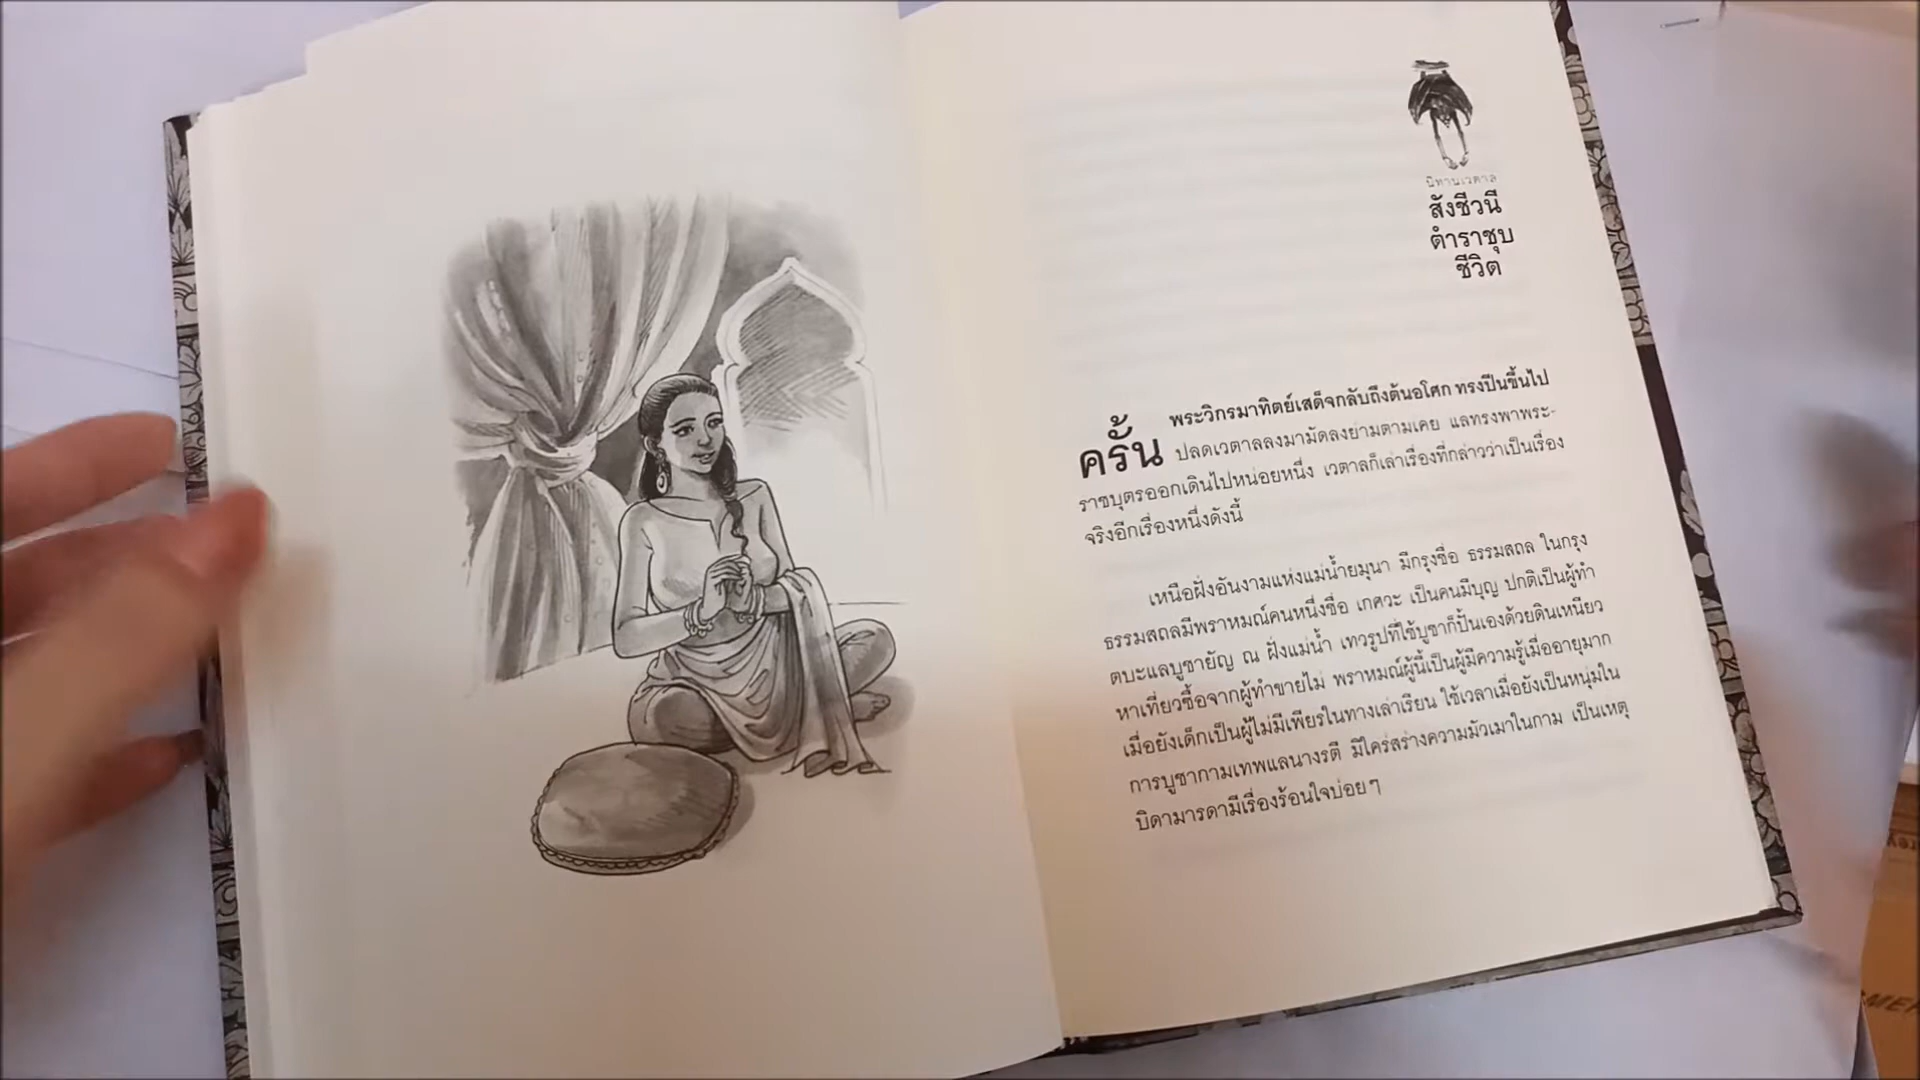 นิทานเวตาล
สังชีวนี
ตำราชุบ
ชีวิต
ครั้น พระวิกรมาทิตย์เสด็จกลับถึงต้นอโศก ทรงปีนขึ้นไป
ปลดเวตาลลงมามัดลงย่ามตามเคย แลทรงพาพระ-
ราชบุตรออกเดินไปหน่อยหนึ่ง เวตาลก็เล่าเรื่องที่กล่าวว่าเป็นเรื่อง
จริงอีกเรื่องหนึ่งดังนี้
เหนือฝั่งอันงามแห่งแม่น้ำยมุนา มีกรุงชื่อ ธรรมสถล ในกรุง
ธรรมสถลมีพราหมณ์คนหนึ่งชื่อ เกศวะ เป็นคนมีบุญ ปกติเป็นผู้ทำ
ตบะแลบูชายัญ ณ ฝั่งแม่น้ำ เทวรูปที่ใช้บูชาก็ปั้นเองด้วยดินเหนียว
หาเที่ยวซื้อจากผู้ทำขายไม่ พราหมณ์ผู้นี้เป็นผู้มีความรู้เมื่ออายุมาก
เมื่อยังเด็กเป็นผู้ไม่มีเพียรในทางเล่าเรียน ใช้เวลาเมื่อยังเป็นหนุ่มใน
การบูชากามเทพแลนางรตี มิใคร่สร่างความมัวเมาในกาม เป็นเหตุ
บิดามารดามีเรื่องร้อนใจบ่อยๆ